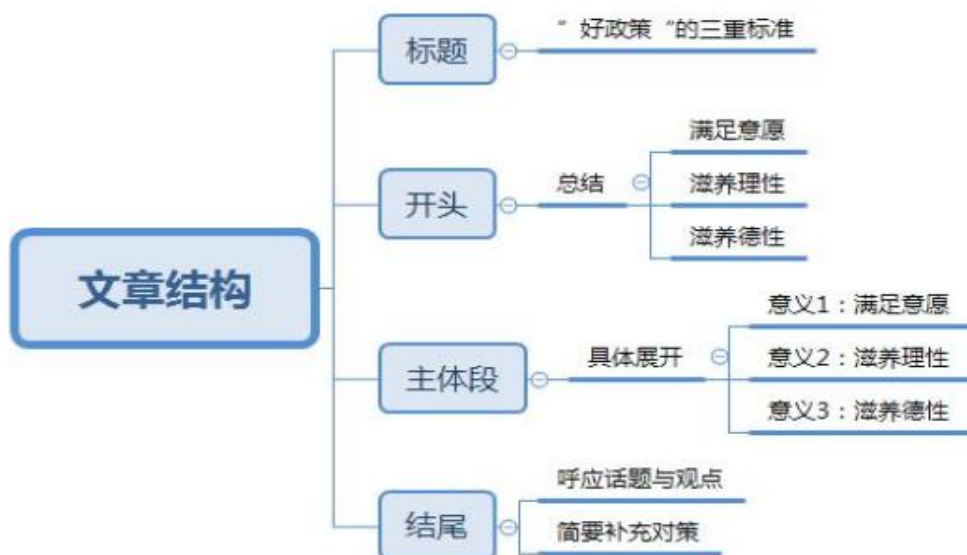 文章结构
标题
”好政策“的三重标准
开头
总结
满足意愿
滋养理性
滋养德性
主体段
具体展开
意义1：满足意愿
意义2：滋养理性
意义3：滋养德性
结尾
呼应话题与观点
简要补充对策